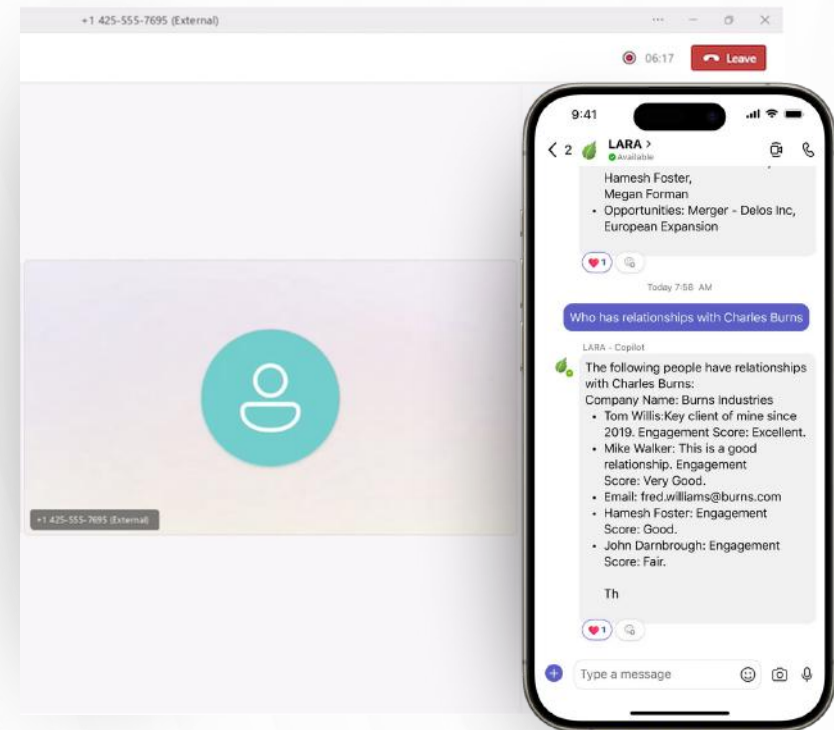 +1 425-555-7695 (External)
06:17
Leave
+1 425-555-7695 (External)
9:41
2
LARA >
Available
Hamesh Foster,
Megan Forman
• Opportunities: Merger - Delos Inc,
European Expansion
1
Today 7:58 AM
Who has relationships with Charles Burns
LARA - Copilot
The following people have relationships
with Charles Burns:
Company Name: Burns Industries
• Tom Willis:Key client of mine since
2019. Engagement Score: Excellent.
• Mike Walker: This is a good
relationship. Engagement
Score: Very Good.
• Email: fred.williams@burns.com
• Hamesh Foster: Engagement
Score: Good.
• John Darnbrough: Engagement
Score: Fair.
Th
1
Type a message